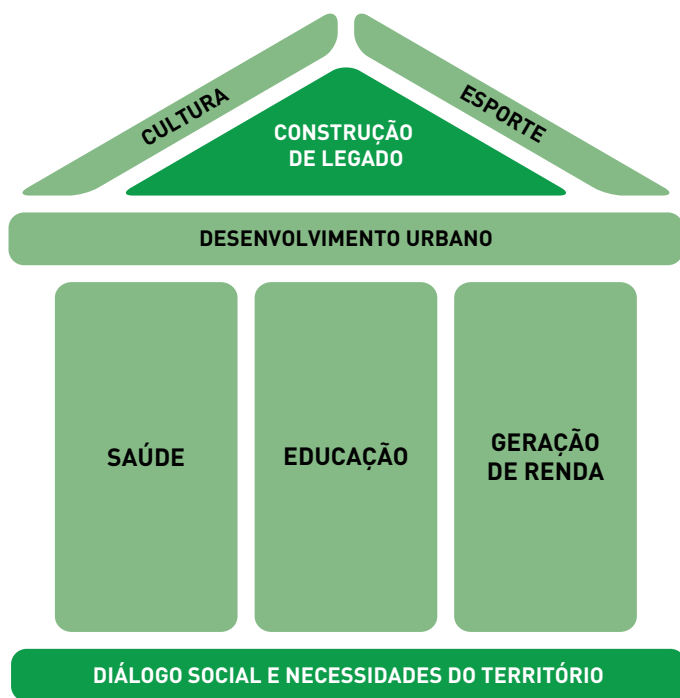 CULTURA
ESPORTE
CONSTRUÇÃO
DE LEGADO
DESENVOLVIMENTO URBANO
SAÚDE
EDUCAÇÃO
GERAÇÃO
DE RENDA
DIÁLOGO SOCIAL E NECESSIDADES DO TERRITÓRIO